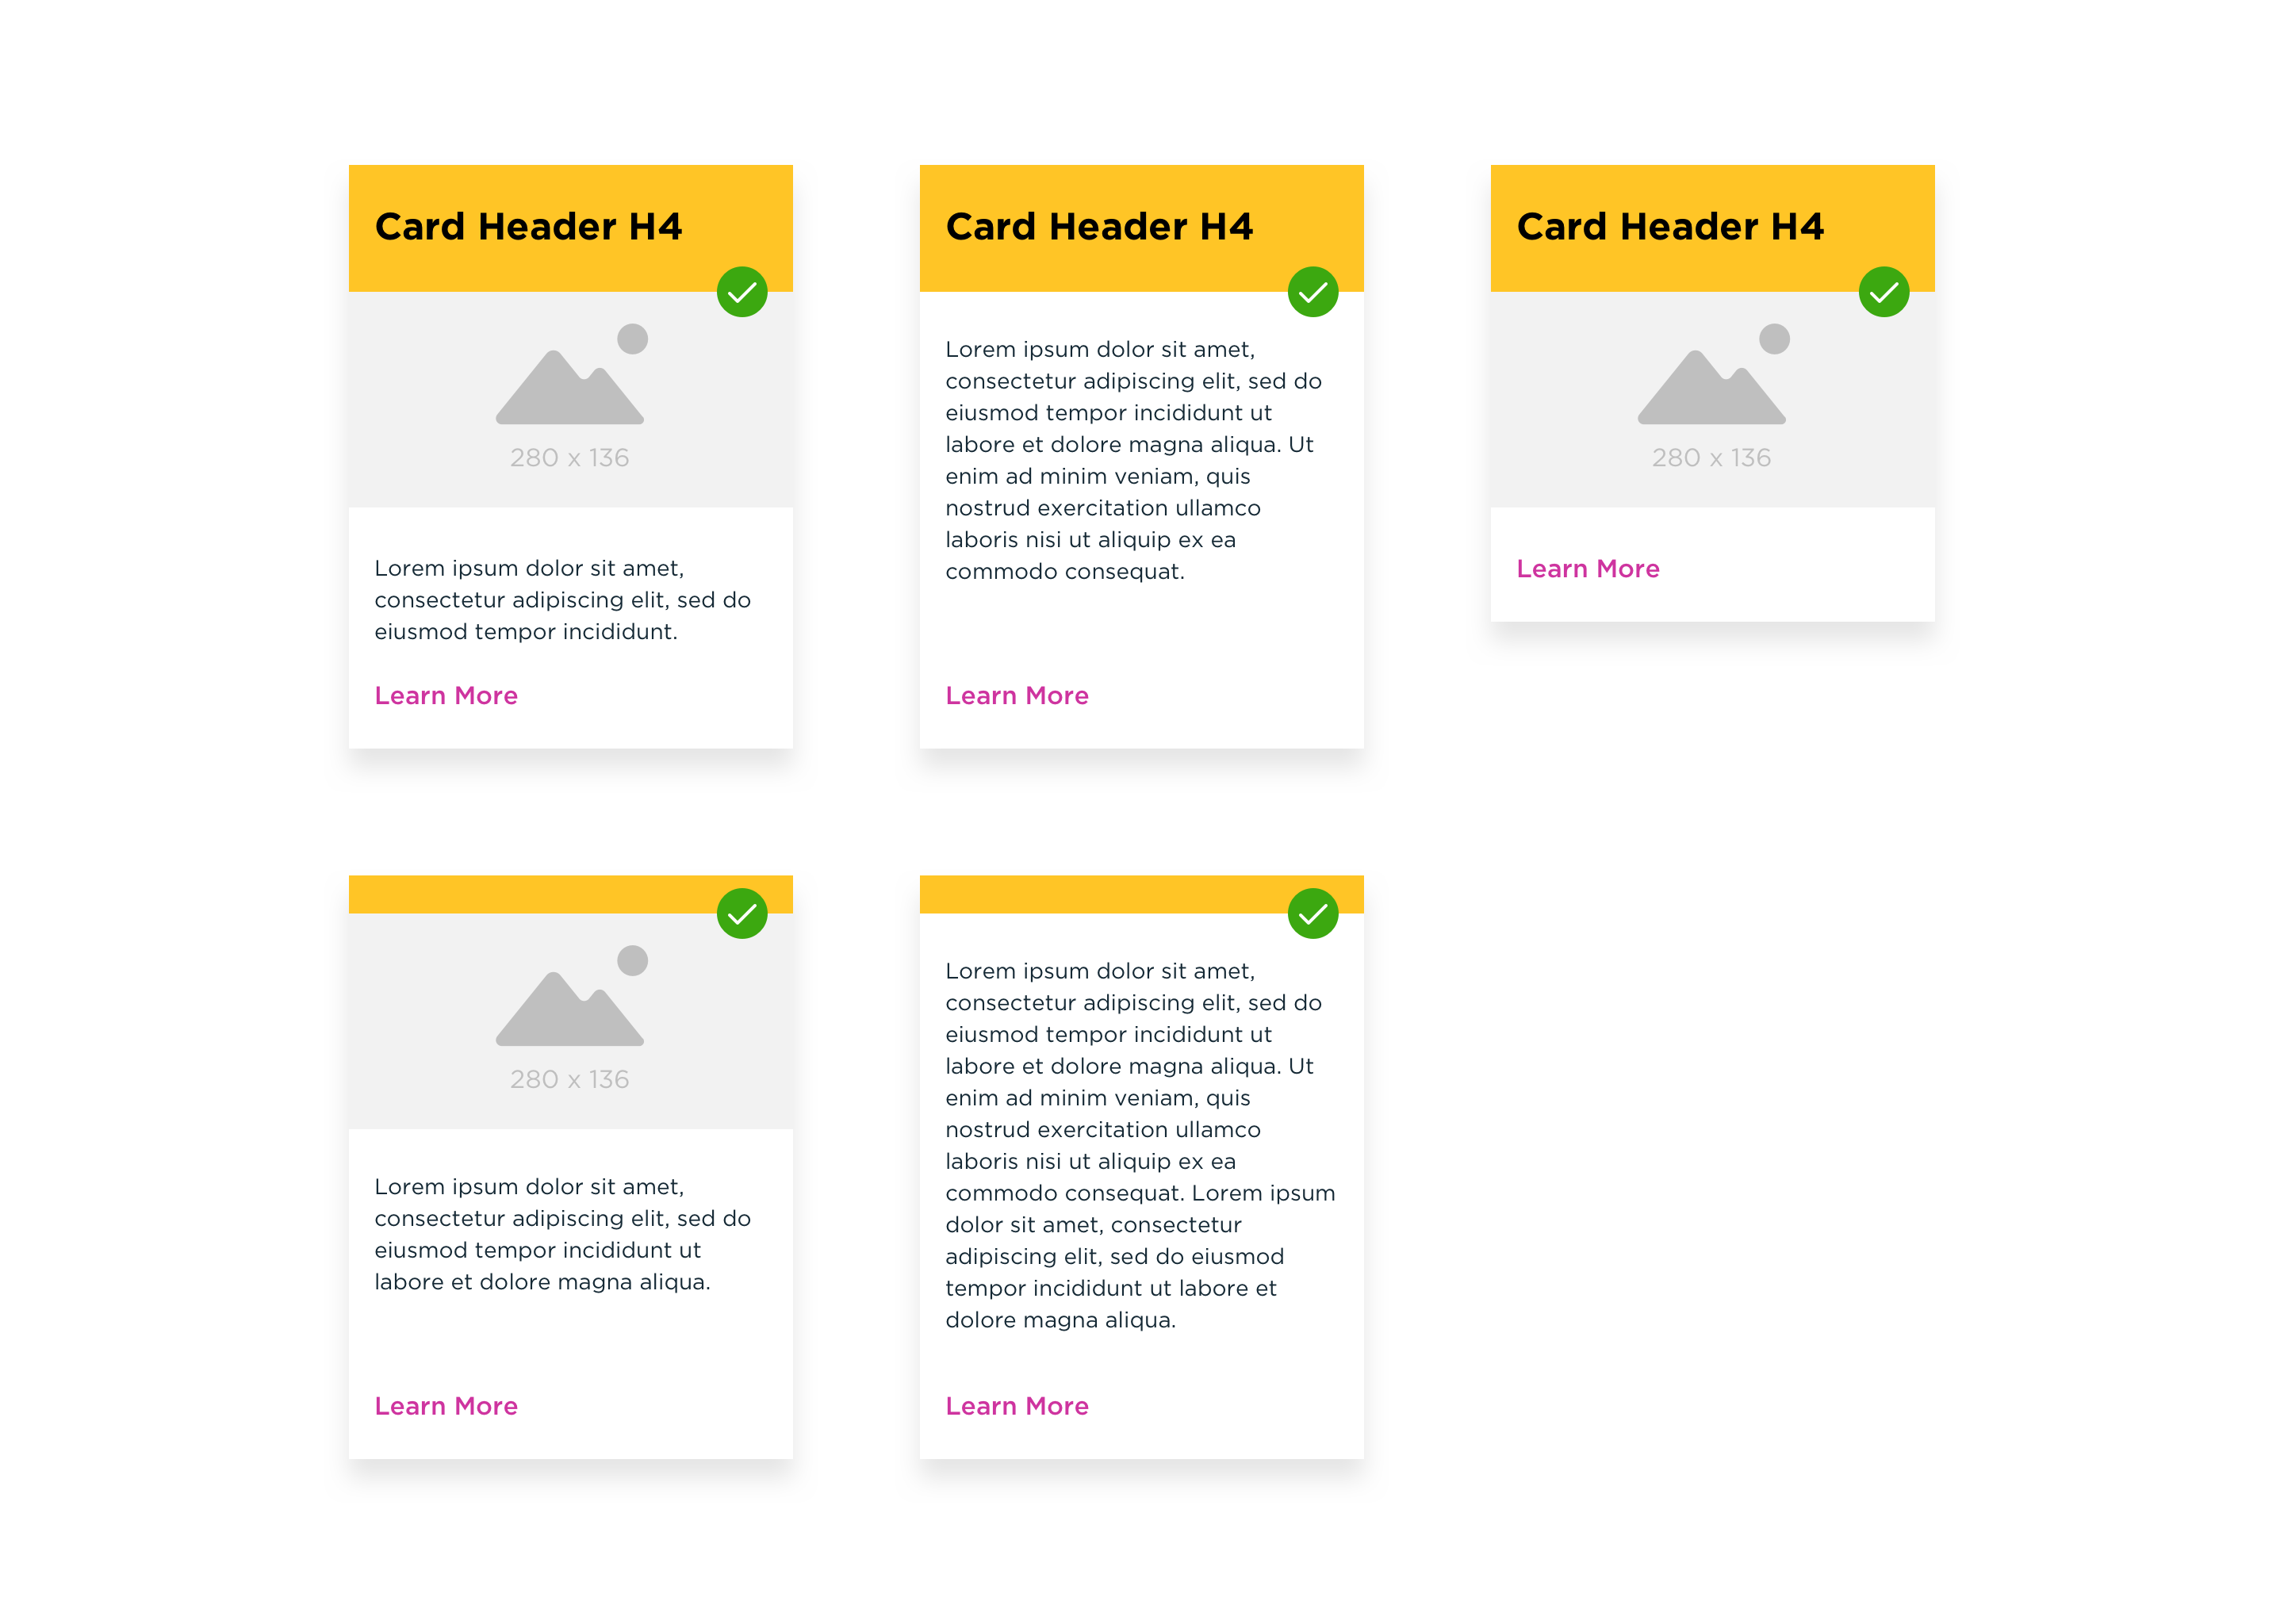 Card Header H4
280 x 136
Lorem ipsum dolor sit amet,
consectetur adipiscing elit, sed do
eiusmod tempor incididunt.
Learn More
Card Header H4
Lorem ipsum dolor sit amet,
consectetur adipiscing elit, sed do
eiusmod tempor incididunt ut
labore et dolore magna aliqua. Ut
enim ad minim veniam, quis
nostrud exercitation ullamco
laboris nisi ut aliquip ex ea
commodo consequat.
Learn More
Card Header H4
280 x 136
Learn More
280 x 136
Lorem ipsum dolor sit amet,
consectetur adipiscing elit, sed do
eiusmod tempor incididunt ut
labore et dolore magna aliqua.
Learn More
Lorem ipsum dolor sit amet,
consectetur adipiscing elit, sed do
eiusmod tempor incididunt ut
labore et dolore magna aliqua. Ut
enim ad minim veniam, quis
nostrud exercitation ullamco
laboris nisi ut aliquip ex ea
commodo consequat. Lorem ipsum
dolor sit amet, consectetur
adipiscing elit, sed do eiusmod
tempor incididunt ut labore et
dolore magna aliqua.
Learn More